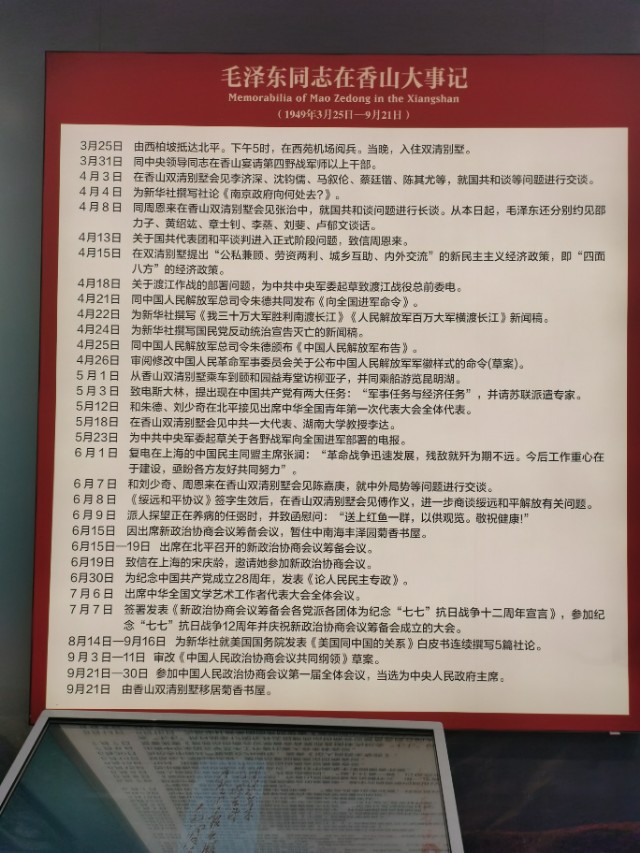 毛泽东同志在香山大事记
Memorabilia of Mao Zedong in the Xiangshan
（1949年3月25日—9月21日）
3月25日 由西柏坡抵达北平。下午5时，在西苑机场阅兵。当晚，入住双清别墅。
3月31日 同中央领导同志在香山宴请第四野战军师以上干部。
4月3日 在香山双清别墅会见李济深、沈钧儒、马叙伦、蔡廷锴、陈其尤等，就国共和谈等问题进行交谈。
4月4日 为新华社撰写社论《南京政府向何处去？》。
4月8日 同周恩来在香山双清别墅会见张治中，就国共和谈问题进行长谈。从本日起，毛泽东还分别约见邵
力子、黄绍竑、章士钊、李蒸、刘斐、卢郁文谈话。
4月13日 关于国共代表团和平谈判进入正式阶段问题，致信周恩来。
4月15日 在双清别墅提出“公私兼顾、劳资两利、城乡互助、内外交流”的新民主主义经济政策，即“四面
八方”的经济政策。
4月18日 关于渡江作战的部署问题，为中共中央军委起草致渡江战役总前委电。
4月21日 同中国人民解放军总司令朱德共同发布《向全国进军命令》。
4月22日 为新华社撰写《我三十万大军胜利南渡长江》《人民解放军百万大军横渡长江》新闻稿。
4月24日 为新华社撰写国民党反动统治宣告灭亡的新闻稿。
4月25日 同中国人民解放军总司令朱德颁布《中国人民解放军布告》。
4月26日 审阅修改中国人民革命军事委员会关于公布中国人民解放军军徽样式的命令(草案)。
5月1日 从香山双清别墅乘车到颐和园益寿堂访柳亚子，并同乘船游览昆明湖。
5月3日 致电斯大林，提出现在中国共产党有两大任务：“军事任务与经济任务”，并请苏联派遣专家。
5月12日 和朱德、刘少奇在北平接见出席中华全国青年第一次代表大会全体代表。
5月18日 在香山双清别墅会见中共一大代表、湖南大学教授李达。
5月23日 为中共中央军委起草关于各野战军向全国进军部署的电报。
6月1日 复电在上海的中国民主同盟主席张澜：“革命战争迅速发展，残敌就歼为期不远。今后工作重心在
于建设，亟盼各方友好共同努力”。
6月7日 和刘少奇、周恩来在香山双清别墅会见陈嘉庚，就中外局势等问题进行交谈。
6月8日 《绥远和平协议》签字生效后，在香山双清别墅会见傅作义，进一步商谈绥远和平解放有关问题。
6月9日 派人探望正在养病的任弼时，并致函慰问：“送上红鱼一群，以供观览。敬祝健康！”
6月15日 因出席新政治协商会议筹备会议，暂住中南海丰泽园菊香书屋。
6月15日—19日 出席在北平召开的新政治协商会议筹备会议。
6月19日 致信在上海的宋庆龄，邀请她参加新政治协商会议。
6月30日 为纪念中国共产党成立28周年，发表《论人民民主专政》。
7月6日 出席中华全国文学艺术工作者代表大会全体会议。
7月7日 签署发表《新政治协商会议筹备会各党派各团体为纪念“七七”抗日战争十二周年宣言》，参加纪
念“七七”抗日战争12周年并庆祝新政治协商会议筹备会成立的大会。
8月14日—9月16日 为新华社就美国国务院发表《美国同中国的关系》白皮书连续撰写5篇社论。
9月3日—11日 审改《中国人民政治协商会议共同纲领》草案。
9月21日—30日 参加中国人民政治协商会议第一届全体会议，当选为中央人民政府主席。
9月21日 由香山双清别墅移居菊香书屋。